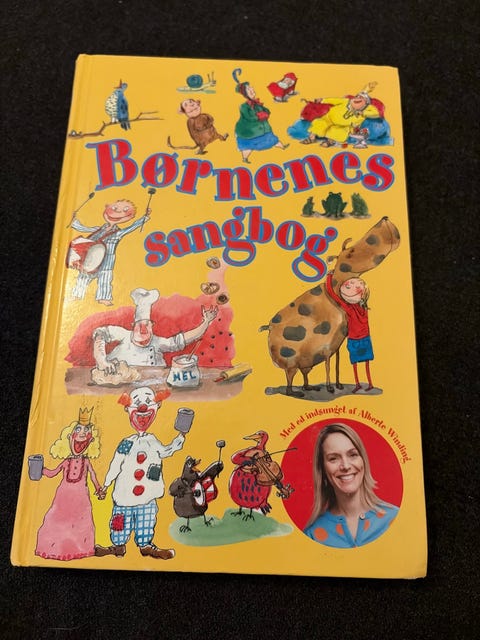 Børnenes
sangbog
MEL
Med cd indsunget af Alberte Winding